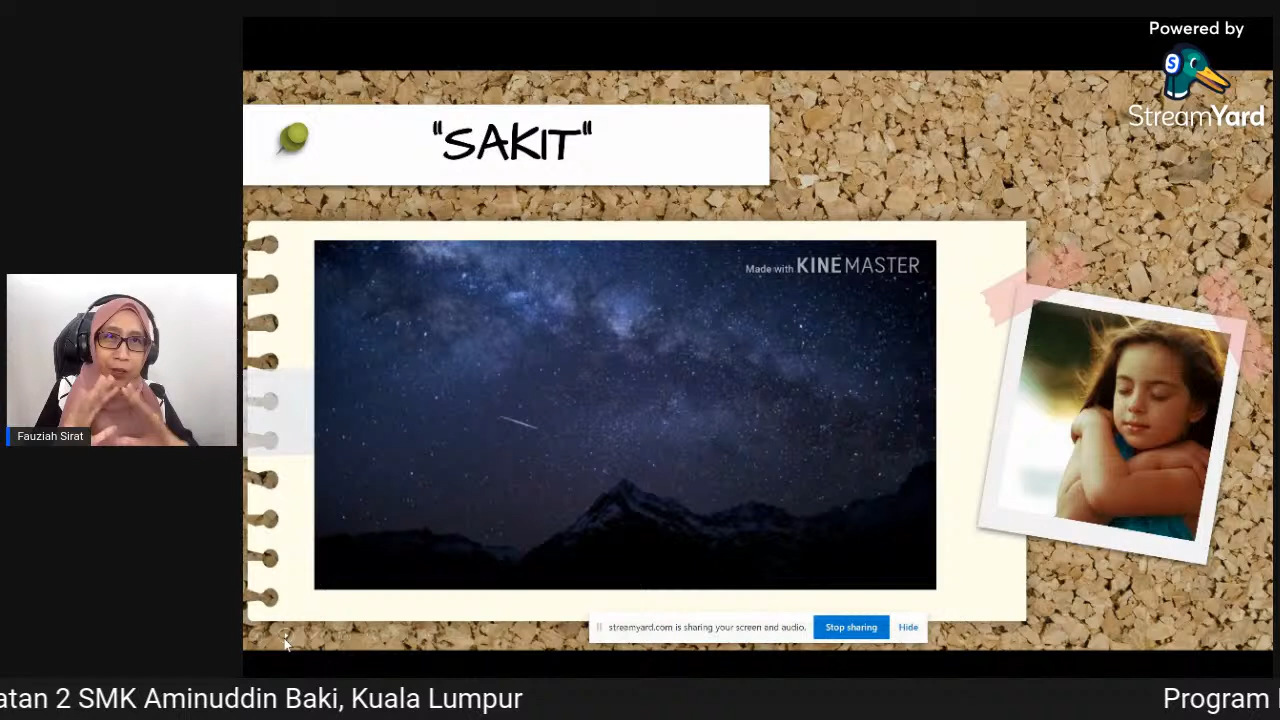 Powered by
StreamYard
"SAKIT"
Made with KINEMASTER
Fauziah Sirat
streamyard.com is sharing your screen and audio.
Stop sharing
Hide
atan 2 SMK Aminuddin Baki, Kuala Lumpur
Program